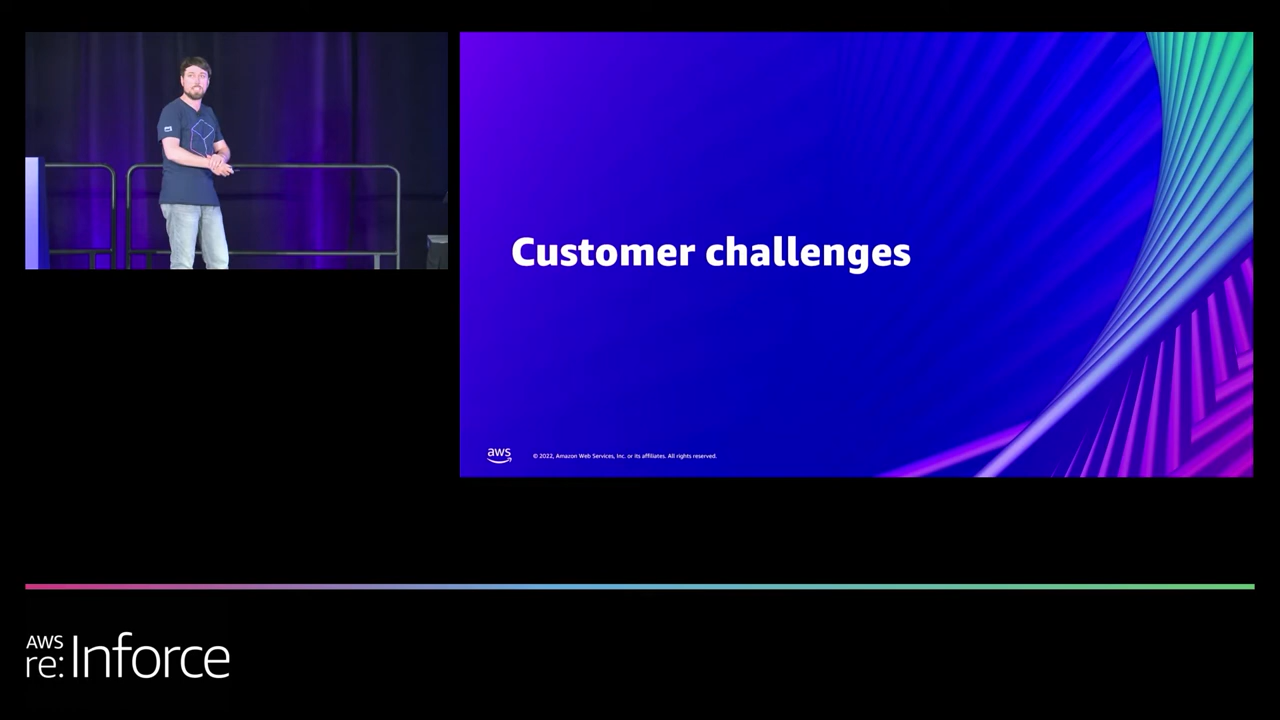 Customer challenges
aws
© 2022, Amazon Web Services, Inc. or its affiliates. All rights reserved.
AWS
re:Inforce